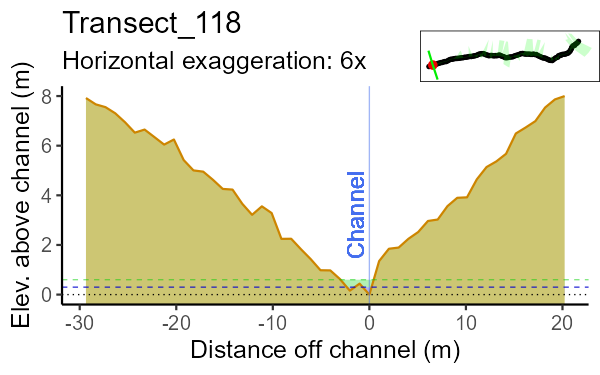 Transect_118
Horizontal exaggeration: 6x
Elev. above channel (m)
8
6
4
2
0
Channel
-30
-20
-10
0
10
20
Distance off channel (m)